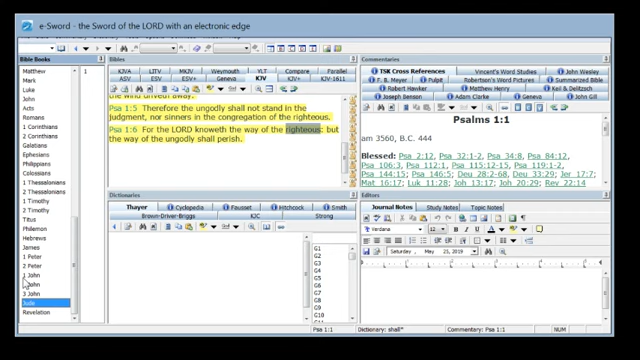 e-Sword - the Sword of the LORD with an electronic edge
Bible Books
Matthew
Mark
Luke
John
Acts
Romans
1 Corinthians
2 Corinthians
Galatians
Ephesians
Philippians
Colossians
1 Thessalonians
2 Thessalonians
1 Timothy
2 Timothy
Titus
Philemon
Hebrews
James
1 Peter
2 Peter
1 John
John
3 John
Jude
Revelation
1
Bibles
KJVA LITV MKJV Weymouth YLT Compare Parallel
ASV ESV ESV+ Geneva KJV KJV+ KJV-1611
the wind driveth away.
Psa 1:5 Therefore the ungodly shall not stand in the
judgment, nor sinners in the congregation of the righteous.
Psa 1:6 For the LORD knoweth the way of the righteous: but
the way of the ungodly shall perish.
Dictionaries
Thayer Cyclopedia Fausset Hitchcock Smith
Brown-Driver-Briggs KJC Strong
G1
G2
G3
G4
G5
G6
G7
G8
G9
G10
G11
Commentaries
TSK Cross References Vincent's Word Studies John Wesley
F. B. Meyer Pulpit Robertson's Word Pictures Summarized Bible
Robert Hawker Matthew Henry Keil & Delitzsch
Joseph Benson Adam Clarke Geneva John Gill
Psalms 1:1
am 3560, B.C. 444
Blessed: Psa 2:12, Psa 32:1-2, Psa 34:8, Psa 84:12,
Psa 106:3, Psa 112:1, Psa 115:12-15, Psa 119:1-2,
Psa 144:15, Psa 146:5, Deu 28:2-68, Deu 33:29, Jer 17:7;
Mat 16:17, Luk 11:28, Joh 13:17, Joh 20:29, Rev 22:14
Editors
Journal Notes Study Notes Topic Notes
Verdana 12
Saturday , May 25, 2019
Psa 1:1 Dictionary: shall* Commentary: Psa 1:1 NUM